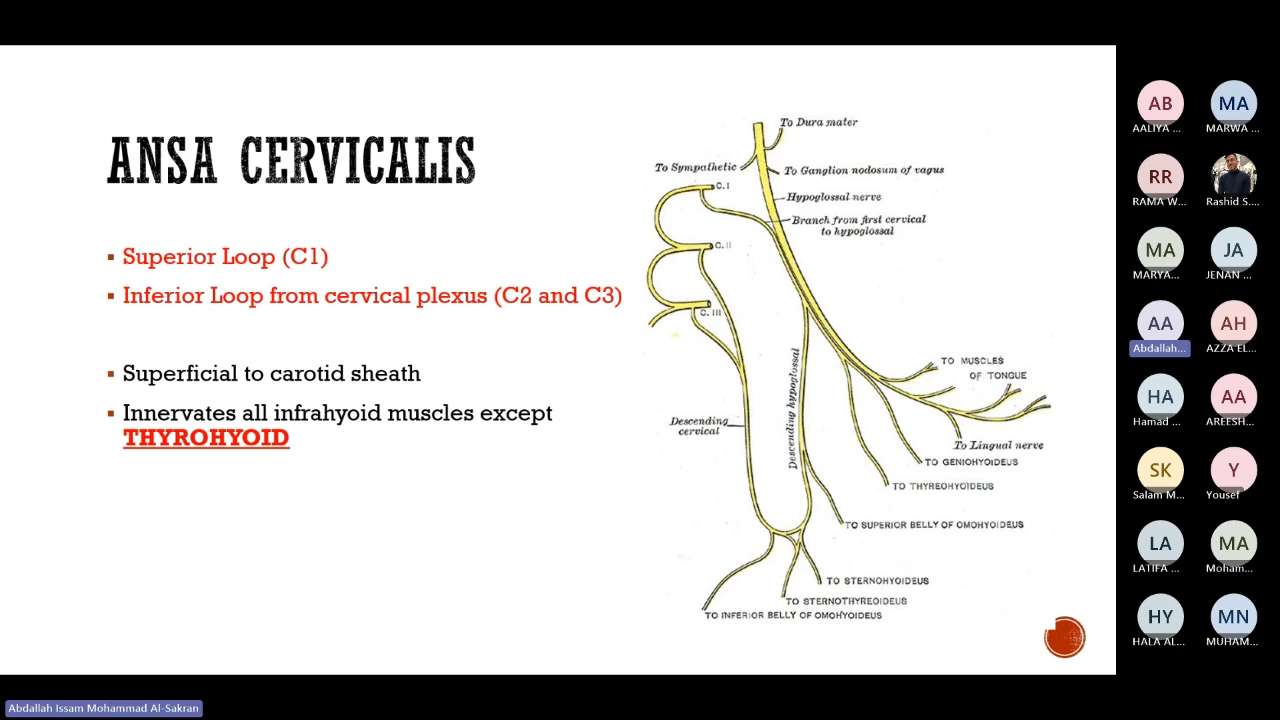 ANSA CERVICALIS
▪ Superior Loop (C1)
▪ Inferior Loop from cervical plexus (C2 and C3)
▪ Superficial to carotid sheath
▪ Innervates all infrahyoid muscles except
THYROHYOID
To Dura mater
To Sympathetic
To Ganglion nodosum of vagus
C. I
Hypoglossal nerve
Branch from first cervical
to hypoglossal
C. II
C. III
Descending hypoglossal
TO MUSCLES
OF TONGUE
Descending
cervical
To Lingual nerve
TO GENIOHYOIDEUS
TO THYREOHYOIDEUS
TO SUPERIOR BELLY OF OMOHYOIDEUS
TO STERNOHYOIDEUS
TO STERNOTHYREOIDEUS
TO INFERIOR BELLY OF OMOHYOIDEUS
AB
AALIYA ...
MA
MARWA ...
RR
RAMA W...
Rashid S....
MA
MARYA...
JA
JENAN ...
AA
Abdallah...
AH
AZZA EL...
HA
Hamad ...
AA
AREESH...
SK
Salam M...
Y
Yousef
LA
LATIFA ...
MA
Moham...
HY
HALA AL...
MN
MUHAM...
Abdallah Issam Mohammad Al-Sakran